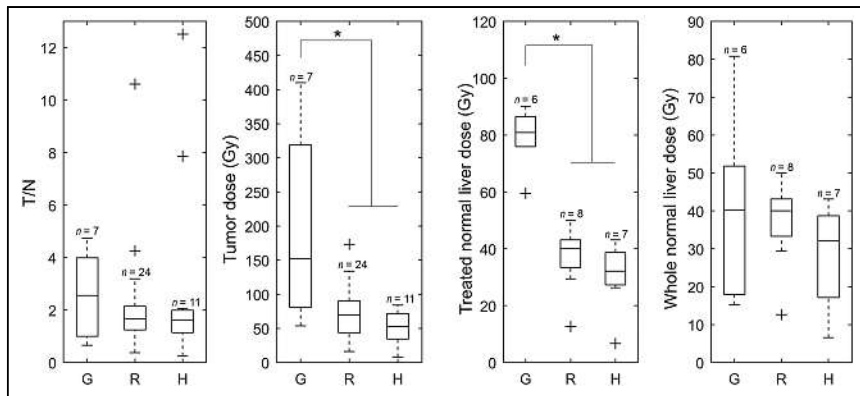 T/N
12
10
8
6
4
2
0
n = 7
n = 24
n = 11
G R H
Tumor dose (Gy)
500
450
400
350
300
250
200
150
100
50
0
*
n = 7
n = 24
n = 11
G R H
Treated normal liver dose (Gy)
120
100
80
60
40
20
0
*
n = 6
n = 8
n = 7
G R H
Whole normal liver dose (Gy)
90
80
70
60
50
40
30
20
10
0
n = 6
n = 8
n = 7
G R H